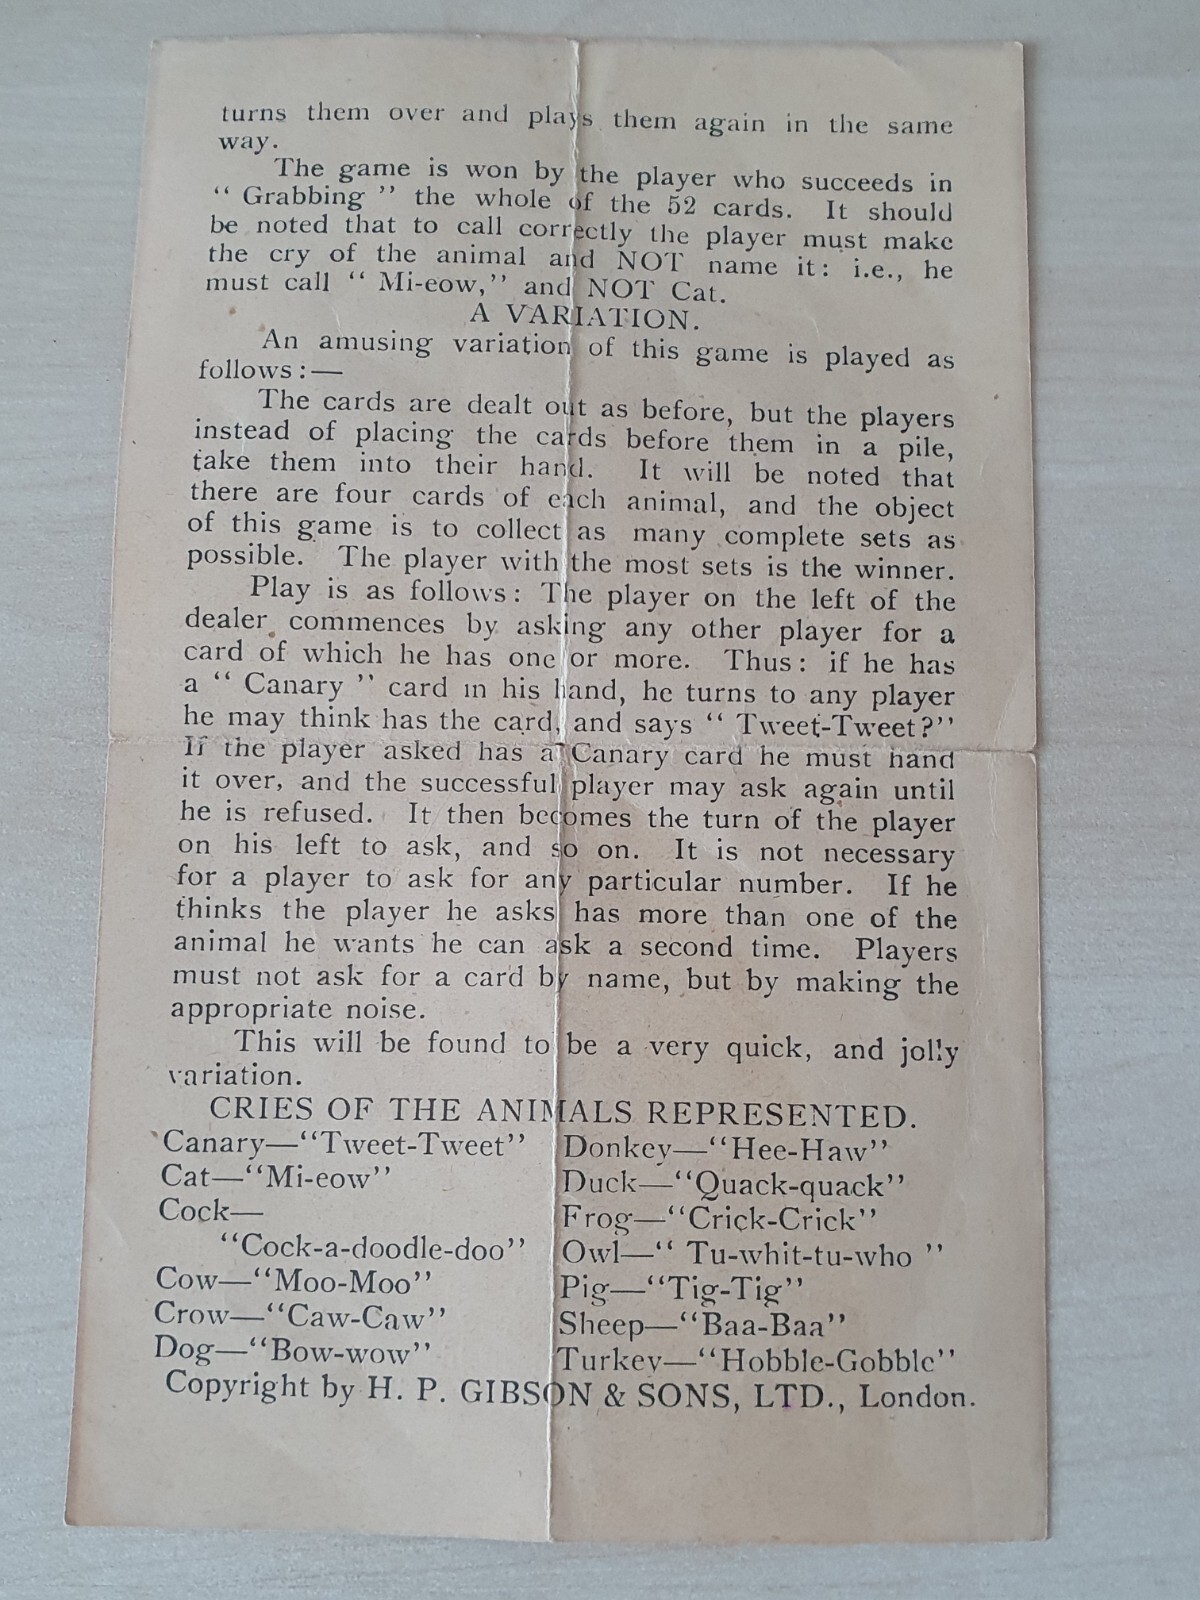 turns them over and plays them again in the same
way.
The game is won by the player who succeeds in
“ Grabbing ” the whole of the 52 cards. It should
be noted that to call correctly the player must make
the cry of the animal and NOT name it: i.e., he
must call “ Mi-eow,” and NOT Cat.
A VARIATION.
An amusing variation of this game is played as
follows:—
The cards are dealt out as before, but the players
instead of placing the cards before them in a pile,
take them into their hand. It will be noted that
there are four cards of each animal, and the object
of this game is to collect as many complete sets as
possible. The player with the most sets is the winner.
Play is as follows: The player on the left of the
dealer commences by asking any other player for a
card of which he has one or more. Thus: if he has
a “ Canary ” card in his hand, he turns to any player
he may think has the card, and says “ Tweet-Tweet?”
If the player asked has a Canary card he must hand
it over, and the successful player may ask again until
he is refused. It then becomes the turn of the player
on his left to ask, and so on. It is not necessary
for a player to ask for any particular number. If he
thinks the player he asks has more than one of the
animal he wants he can ask a second time. Players
must not ask for a card by name, but by making the
appropriate noise.
This will be found to be a very quick, and jolly
variation.
CRIES OF THE ANIMALS REPRESENTED.
Canary—“Tweet-Tweet”
Cat—“Mi-eow”
Cock—
“Cock-a-doodle-doo”
Cow—“Moo-Moo”
Crow—“Caw-Caw”
Dog—“Bow-wow”
Donkey—“Hee-Haw”
Duck—“Quack-quack”
Frog—“Crick-Crick”
Owl—“ Tu-whit-tu-who ”
Pig—“Tig-Tig”
Sheep—“Baa-Baa”
Turkey—“Hobble-Gobble”
Copyright by H. P. GIBSON & SONS, LTD., London.